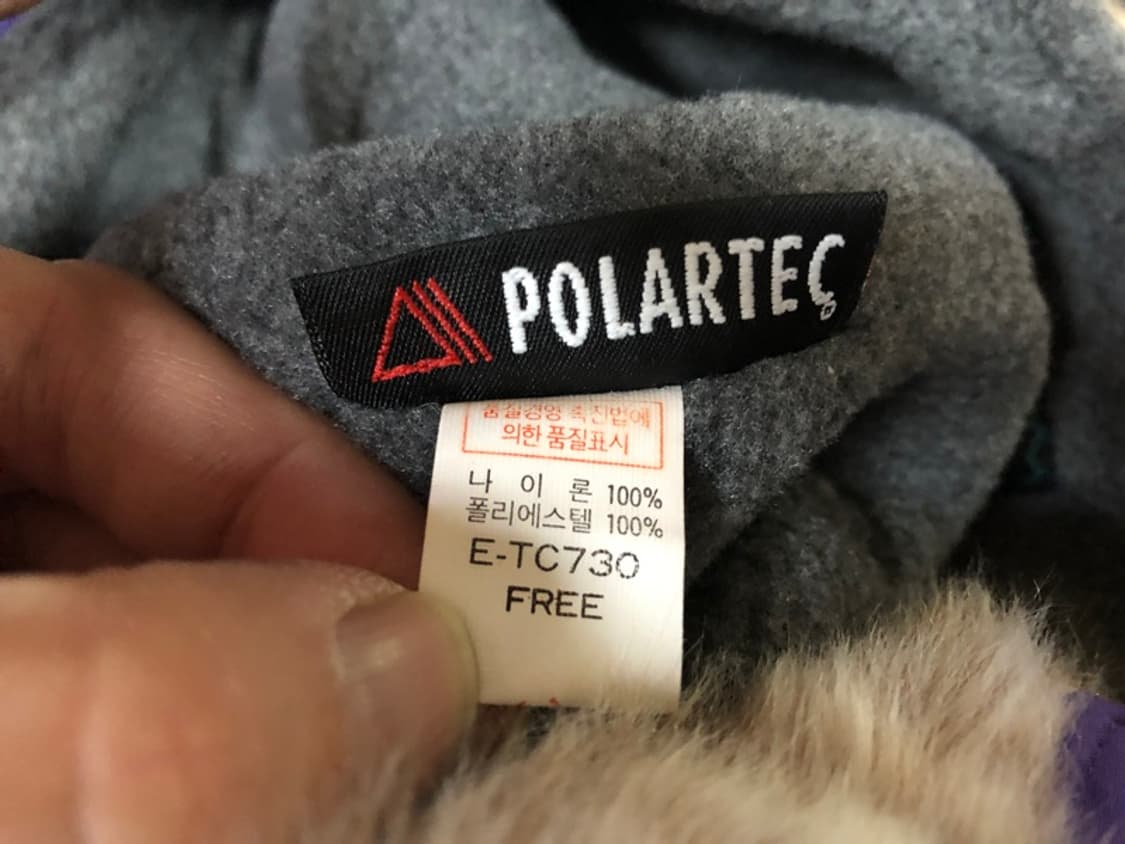 POLARTEC®
품질경영 촉진법에
의한 품질표시
나 이 론 100%
폴리에스텔 100%
E-TC730
FREE